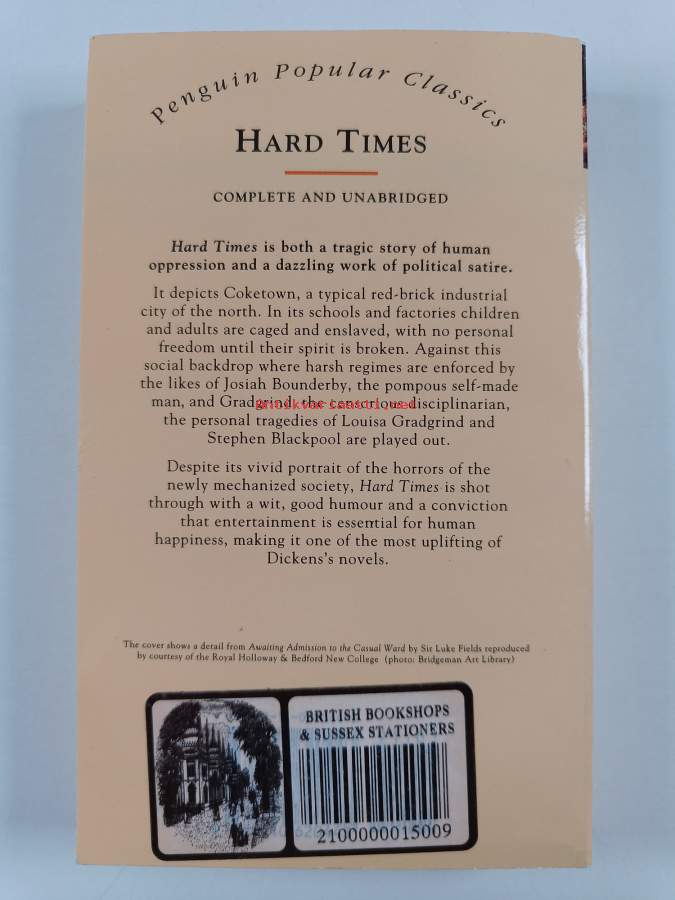 Penguin Popular Classics
HARD TIMES
COMPLETE AND UNABRIDGED
Hard Times is both a tragic story of human
oppression and a dazzling work of political satire.
It depicts Coketown, a typical red-brick industrial
city of the north. In its schools and factories children
and adults are caged and enslaved, with no personal
freedom until their spirit is broken. Against this
social backdrop where harsh regimes are enforced by
the likes of Josiah Bounderby, the pompous self-made
man, and Gradgrind, the censorious disciplinarian,
Antikvariaatti.net
the personal tragedies of Louisa Gradgrind and
Stephen Blackpool are played out.
Despite its vivid portrait of the horrors of the
newly mechanized society, Hard Times is shot
through with a wit, good humour and a conviction
that entertainment is essential for human
happiness, making it one of the most uplifting of
Dickens's novels.
The cover shows a detail from Awaiting Admission to the Casual Ward by Sir Luke Fields reproduced
by courtesy of the Royal Holloway & Bedford New College (photo: Bridgeman Art Library)
BRITISH BOOKSHOPS
& SUSSEX STATIONERS
2100000015009